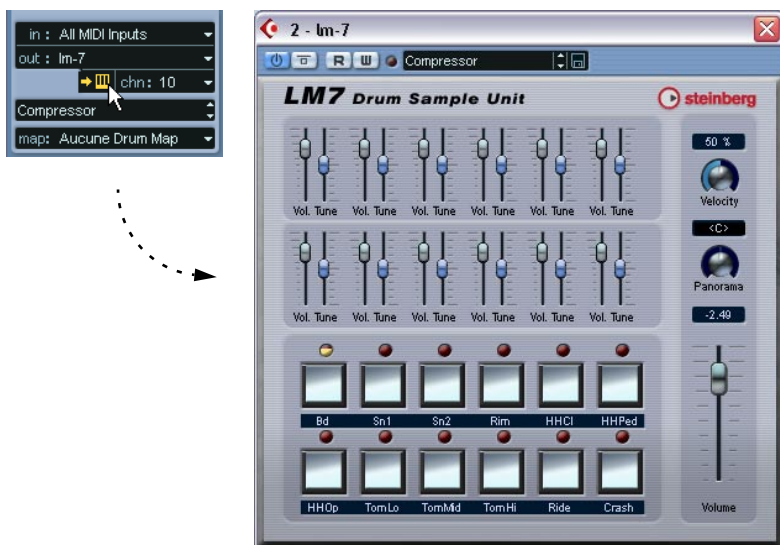 in : All MIDI Inputs
out : lm-7
chn: 10
Compressor
map: Aucune Drum Map
2 - lm-7
R W Compressor
LM7 Drum Sample Unit
steinberg
Vol. Tune Vol. Tune Vol. Tune Vol. Tune Vol. Tune Vol. Tune
Vol. Tune Vol. Tune Vol. Tune Vol. Tune Vol. Tune Vol. Tune
Bd Sn1 Sn2 Rim HHCl HHPed
HHOp TomLo TomMid TomHi Ride Crash
50 %
Velocity
<C>
Panorama
-2.49
Volume